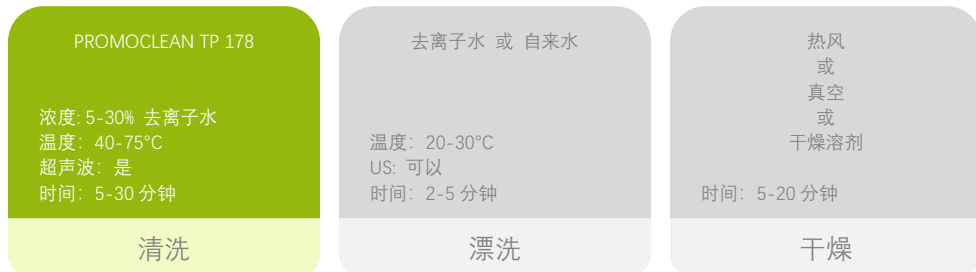 PROMOCLEAN TP 178
浓度: 5-30% 去离子水
温度：40-75°C
超声波：是
时间：5-30 分钟
清洗
去离子水 或 自来水
温度：20-30°C
US: 可以
时间：2-5 分钟
漂洗
热风
或
真空
或
干燥溶剂
时间：5-20 分钟
干燥